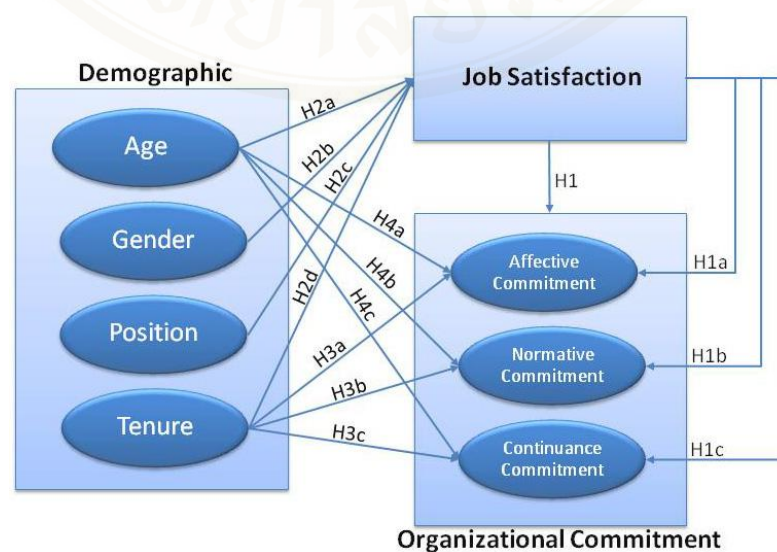 Demographic
Age
Gender
Position
Tenure
Job Satisfaction
H2a
H2b
H2c
H2d
H4a
H4b
H4c
H3a
H3b
H3c
H1
H1a
H1b
H1c
Affective
Commitment
Normative
Commitment
Continuance
Commitment
Organizational Commitment